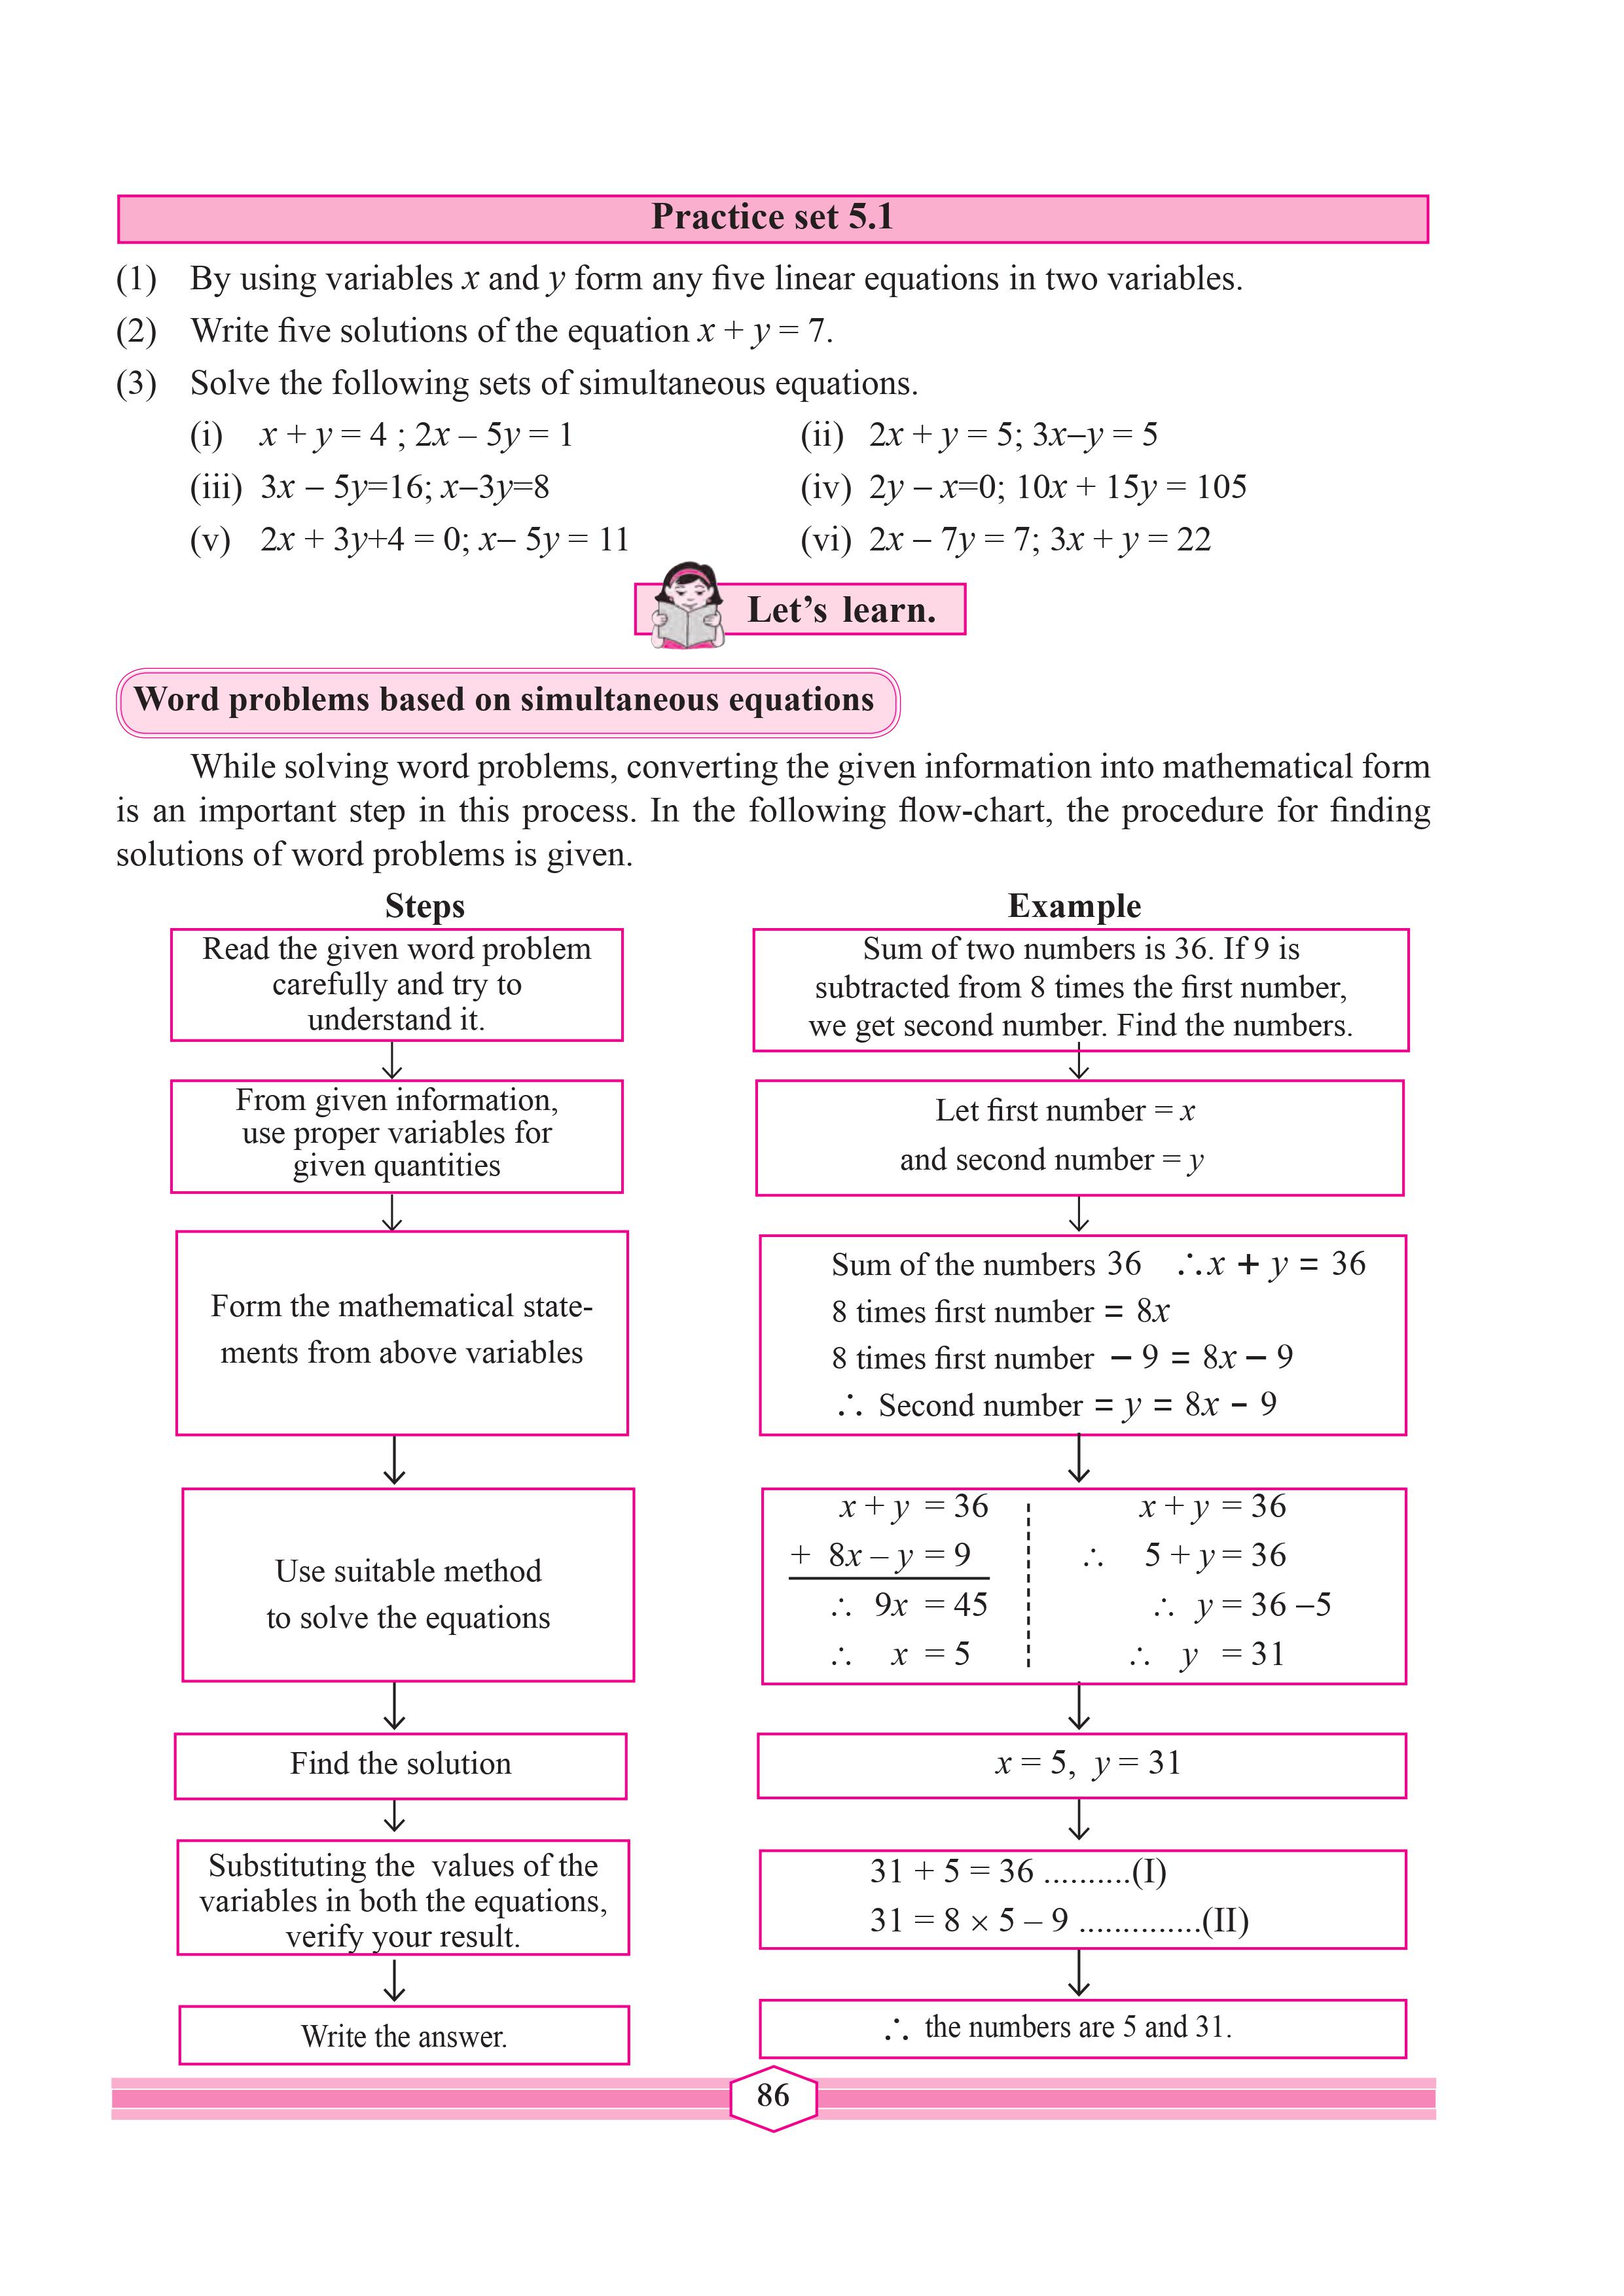 Practice set 5.1
(1) By using variables x and y form any five linear equations in two variables.
(2) Write five solutions of the equation x + y = 7.
(3) Solve the following sets of simultaneous equations.
(i) x + y = 4 ; 2x – 5y = 1 (ii) 2x + y = 5; 3x–y = 5
(iii) 3x – 5y=16; x–3y=8 (iv) 2y – x=0; 10x + 15y = 105
(v) 2x + 3y+4 = 0; x– 5y = 11 (vi) 2x – 7y = 7; 3x + y = 22
Let's learn.
Word problems based on simultaneous equations
While solving word problems, converting the given information into mathematical form
is an important step in this process. In the following flow-chart, the procedure for finding
solutions of word problems is given.
Steps
Read the given word problem
carefully and try to
understand it.
From given information,
use proper variables for
given quantities
Form the mathematical state-
ments from above variables
Use suitable method
to solve the equations
Find the solution
Substituting the values of the
variables in both the equations,
verify your result.
Write the answer.
Example
Sum of two numbers is 36. If 9 is
subtracted from 8 times the first number,
we get second number. Find the numbers.
Let first number = x
and second number = y
Sum of the numbers 36 ∴x + y = 36
8 times first number = 8x
8 times first number – 9 = 8x – 9
∴ Second number = y = 8x – 9
x + y = 36
+ 8x – y = 9
∴ 9x = 45
∴ x = 5
x + y = 36
∴ 5 + y = 36
∴ y = 36 –5
∴ y = 31
x = 5, y = 31
31 + 5 = 36 ..........(I)
31 = 8 × 5 – 9 ..............(II)
∴ the numbers are 5 and 31.
86